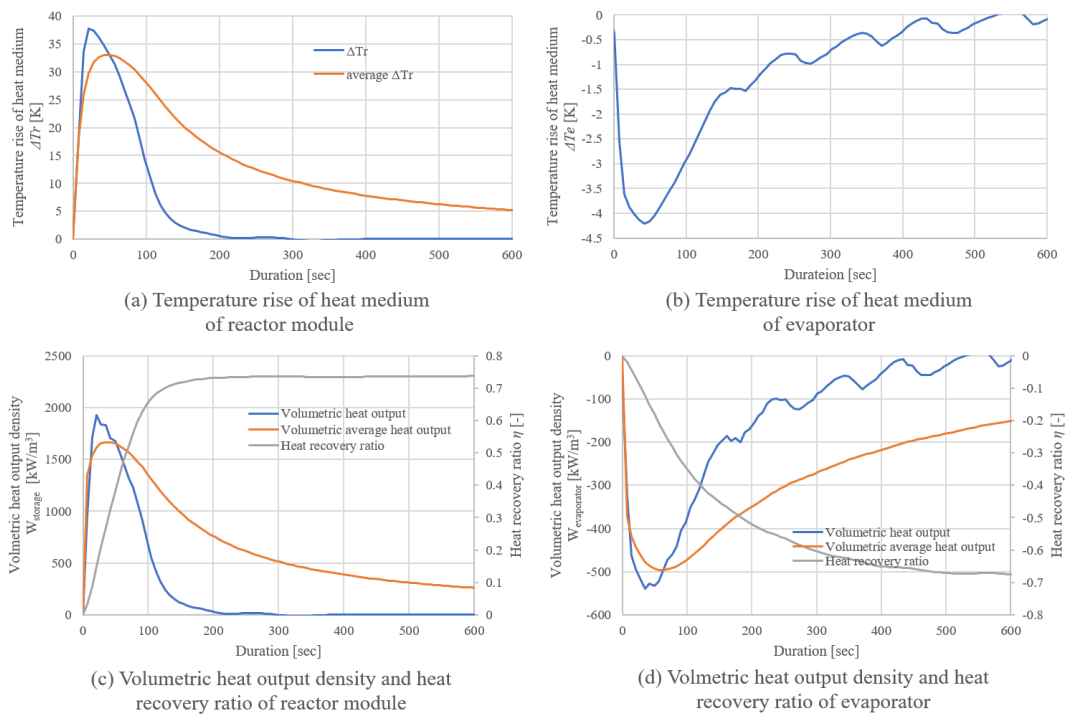 40
35
30
25
20
15
10
5
0
Temperature rise of heat medium
ΔTr [K]
ΔTr
average ΔTr
0 100 200 300 400 500 600
Duration [sec]
(a) Temperature rise of heat medium
of reactor module
0
-0.5
-1
-1.5
-2
-2.5
-3
-3.5
-4
-4.5
Temperature rise of heat medium
ΔTe [K]
0 100 200 300 400 500 600
Durateion [sec]
(b) Temperature rise of heat medium
of evaporator
2500
2000
1500
1000
500
0
Volmetric heat output density
Wstorage [kW/m³]
Volumetric heat output
Volumetric average heat output
Heat recovery ratio
0.8
0.7
0.6
0.5
0.4
0.3
0.2
0.1
0
Heat recovery ratio η [-]
0 100 200 300 400 500 600
Duration [sec]
(c) Volumetric heat output density and heat
recovery ratio of reactor module
0
-100
-200
-300
-400
-500
-600
Volumetric heat output density
Wevaporator [kW/m³]
Volumetric heat output
Volumetric average heat output
Heat recovery ratio
0
-0.1
-0.2
-0.3
-0.4
-0.5
-0.6
-0.7
-0.8
Heat recovery ratio η [-]
0 100 200 300 400 500 600
Duration [sec]
(d) Volmetric heat output density and heat
recovery ratio of evaporator